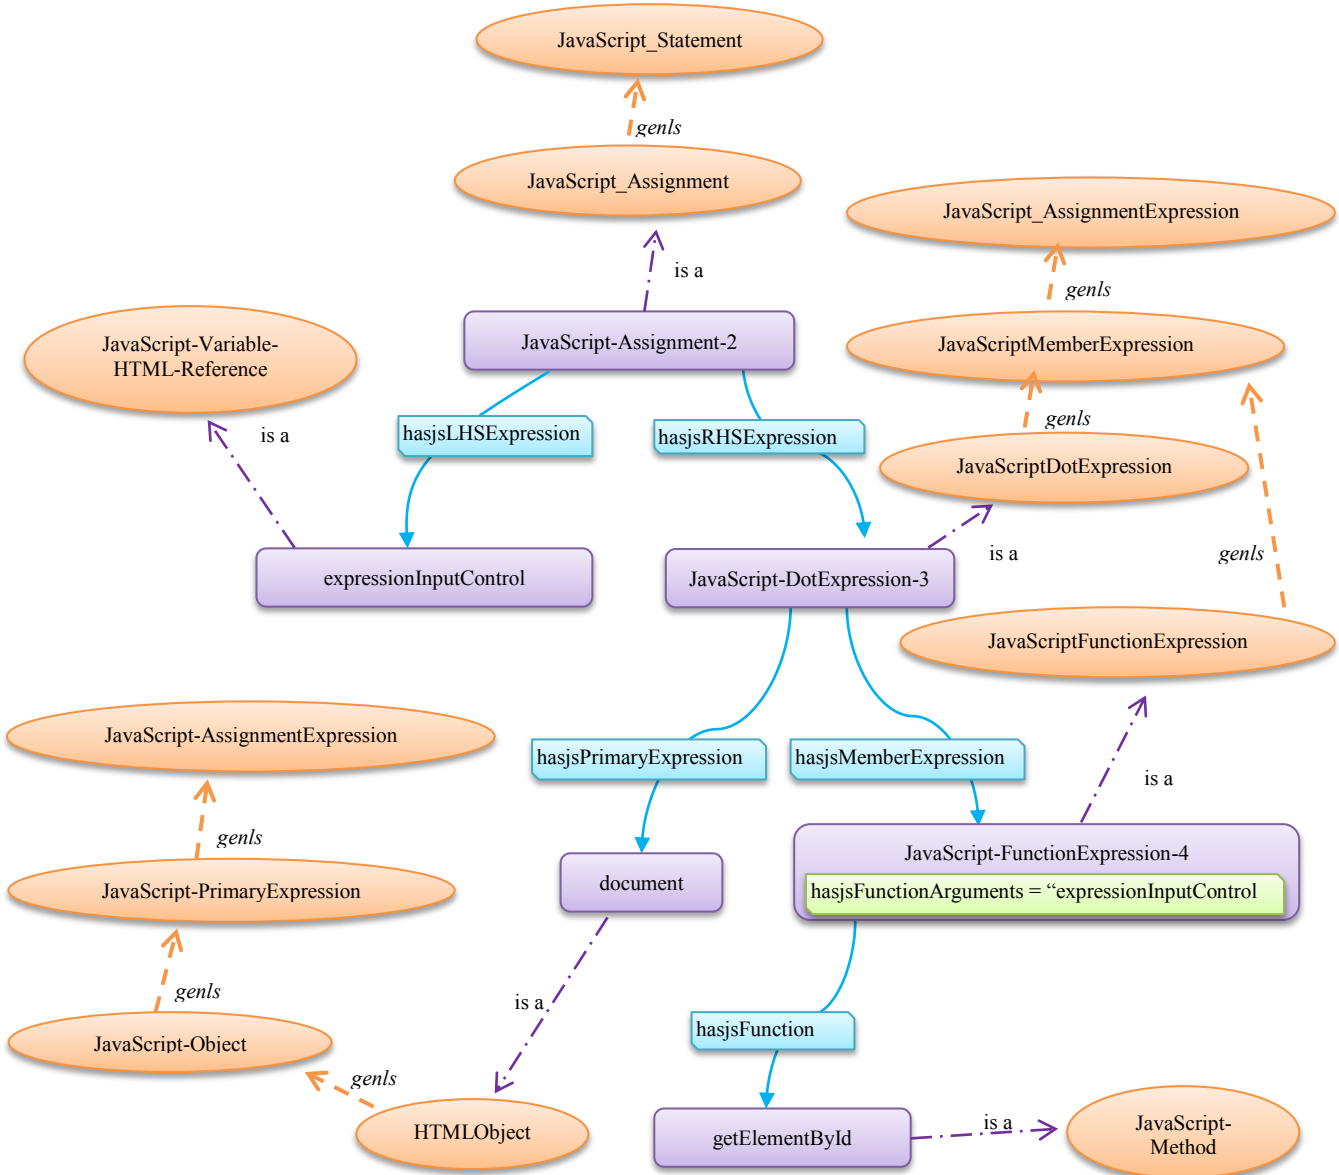 JavaScript_Statement
genls
JavaScript_Assignment
JavaScript_AssignmentExpression
is a
genls
JavaScript-Assignment-2
JavaScript-Variable-
HTML-Reference
JavaScriptMemberExpression
is a
hasjsLHSExpression
hasjsRHSExpression
genls
JavaScriptDotExpression
is a
expressionInputControl
JavaScript-DotExpression-3
genls
JavaScriptFunctionExpression
JavaScript-AssignmentExpression
hasjsPrimaryExpression
hasjsMemberExpression
is a
genls
JavaScript-PrimaryExpression
document
JavaScript-FunctionExpression-4
hasjsFunctionArguments = “expressionInputControl
genls
is a
JavaScript-Object
hasjsFunction
genls
HTMLObject
getElementById
is a
JavaScript-
Method